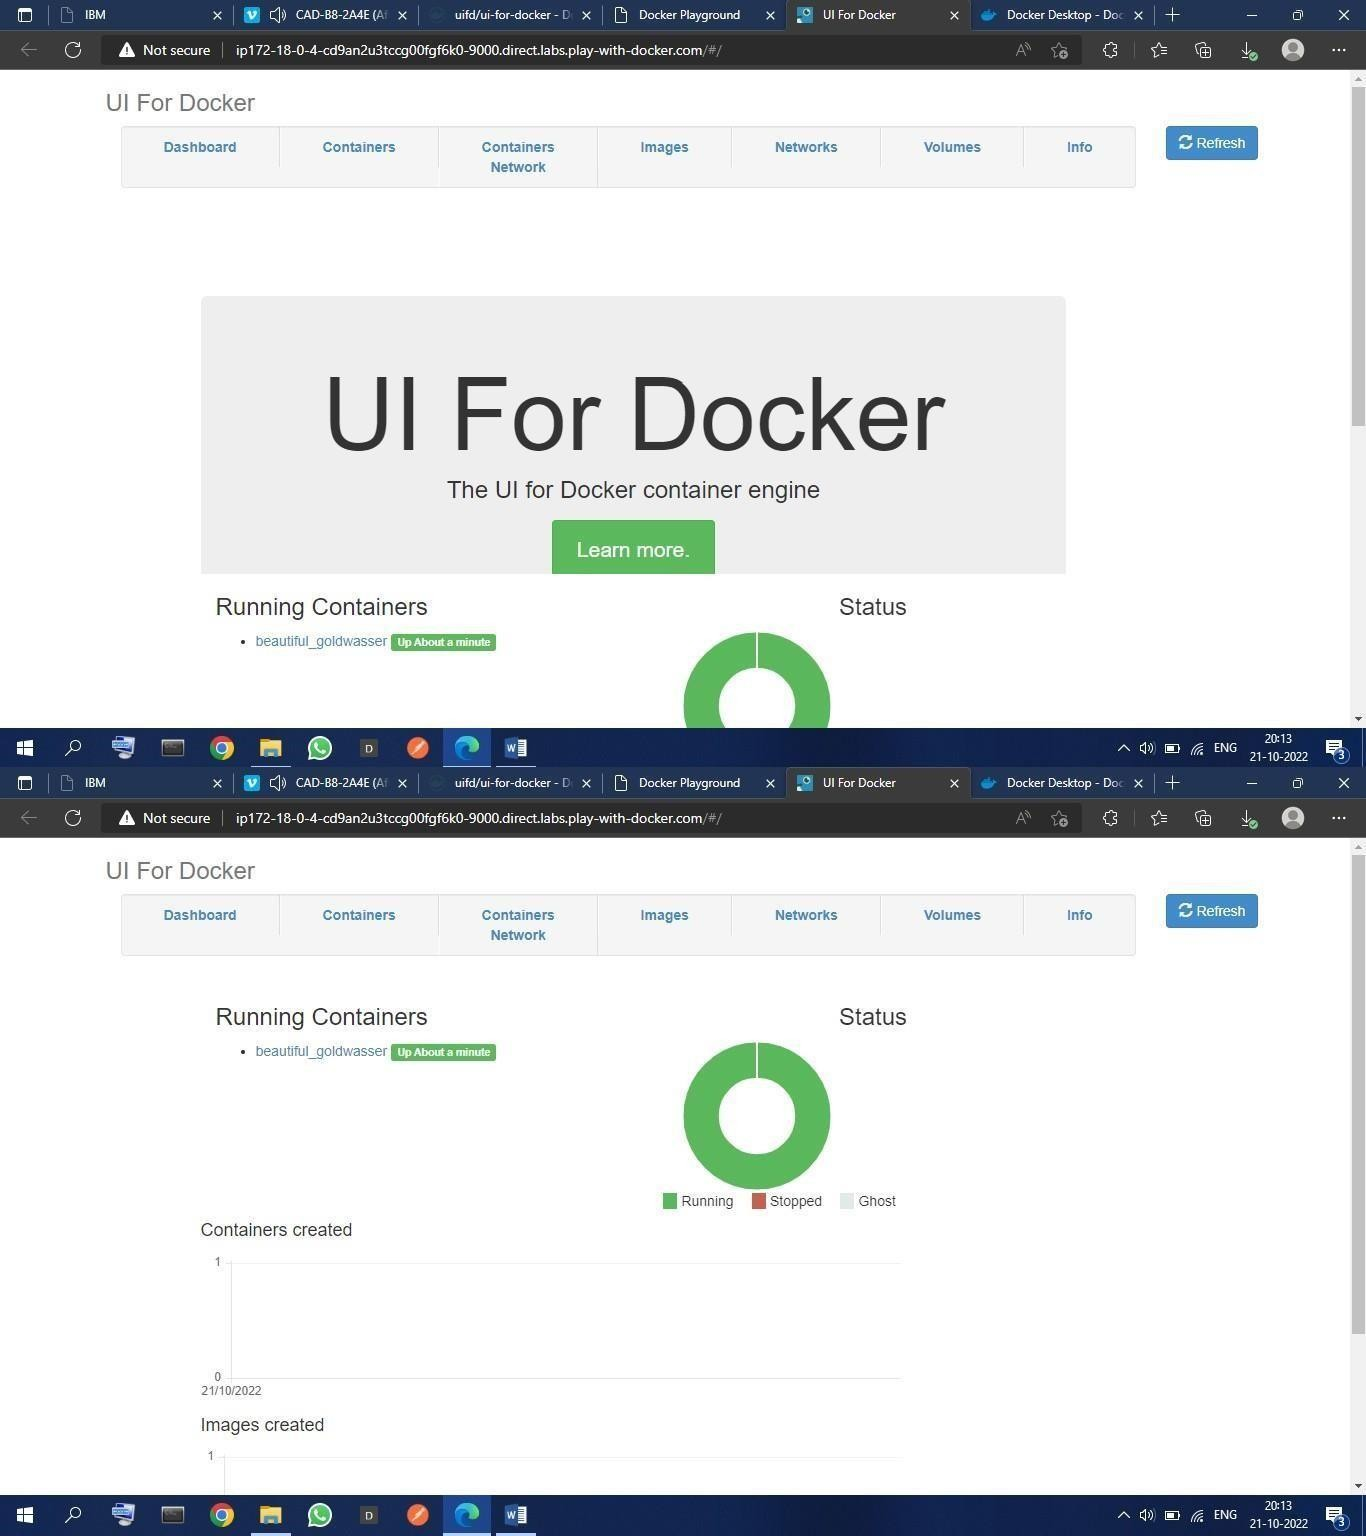 IBM
CAD-B8-2A4E (Af
uifd/ui-for-docker - D
Docker Playground
UI For Docker
Docker Desktop - Doc
Not secure
ip172-18-0-4-cd9an2u3tccg00fgf6k0-9000.direct.labs.play-with-docker.com/#/
UI For Docker
Dashboard
Containers
Containers
Network
Images
Networks
Volumes
Info
Refresh
UI For Docker
The UI for Docker container engine
Learn more.
Running Containers
Status
beautiful_goldwasser Up About a minute
D
W
ENG
20:13
21-10-2022
3
IBM
CAD-B8-2A4E (Af
uifd/ui-for-docker - D
Docker Playground
UI For Docker
Docker Desktop - Doc
Not secure
ip172-18-0-4-cd9an2u3tccg00fgf6k0-9000.direct.labs.play-with-docker.com/#/
UI For Docker
Dashboard
Containers
Containers
Network
Images
Networks
Volumes
Info
Refresh
Running Containers
Status
beautiful_goldwasser Up About a minute
Running
Stopped
Ghost
Containers created
1
0
21/10/2022
Images created
1
D
W
ENG
20:13
21-10-2022
3